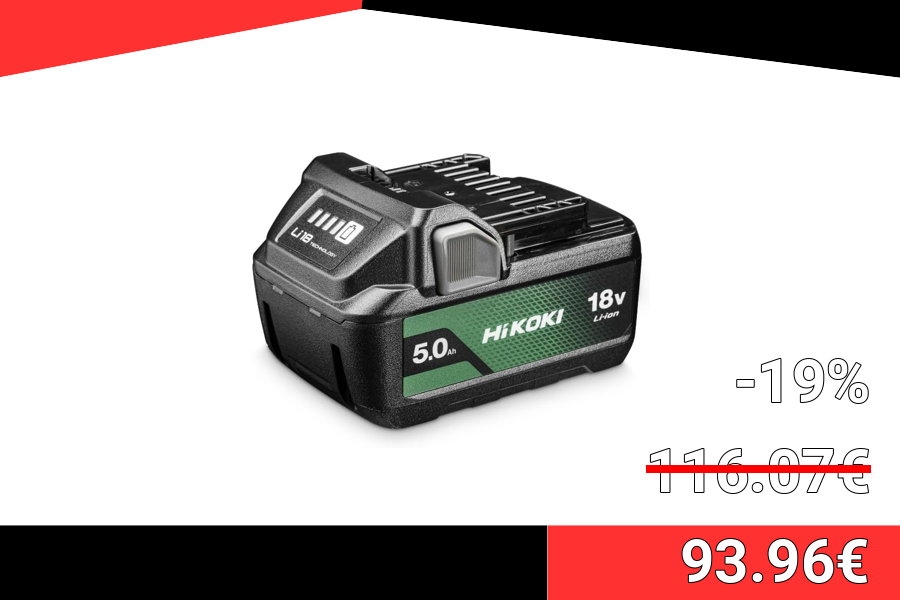 Li18
TECHNOLOGY
5.0Ah
HiKOKI
18v
Li-ion
-19%
116.07€
93.96€